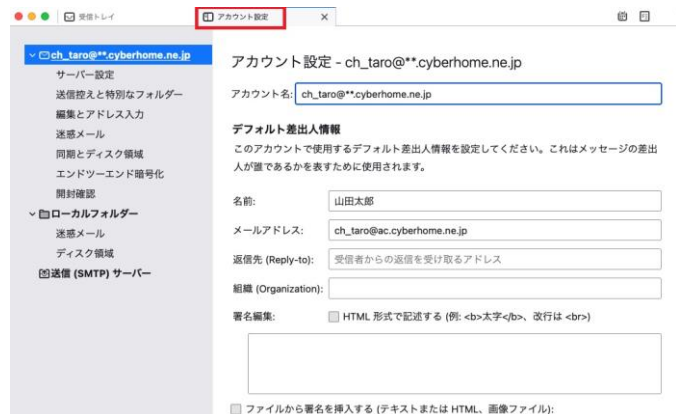 受信トレイ
アカウント設定
ch_taro@**.cyberhome.ne.jp
サーバー設定
送信控えと特別なフォルダー
編集とアドレス入力
迷惑メール
同期とディスク領域
エンドツーエンド暗号化
開封確認
ローカルフォルダー
迷惑メール
ディスク領域
送信 (SMTP) サーバー
アカウント設定 - ch_taro@**.cyberhome.ne.jp
アカウント名: ch_taro@**.cyberhome.ne.jp
デフォルト差出人情報
このアカウントで使用するデフォルト差出人情報を設定してください。これはメッセージの差出
人が誰であるかを表すために使用されます。
名前: 山田太郎
メールアドレス: ch_taro@ac.cyberhome.ne.jp
返信先 (Reply-to): 受信者からの返信を受け取るアドレス
組織 (Organization):
署名編集: HTML 形式で記述する (例: <b>太字</b>、改行は <br>)
ファイルから署名を挿入する (テキストまたは HTML、画像ファイル):